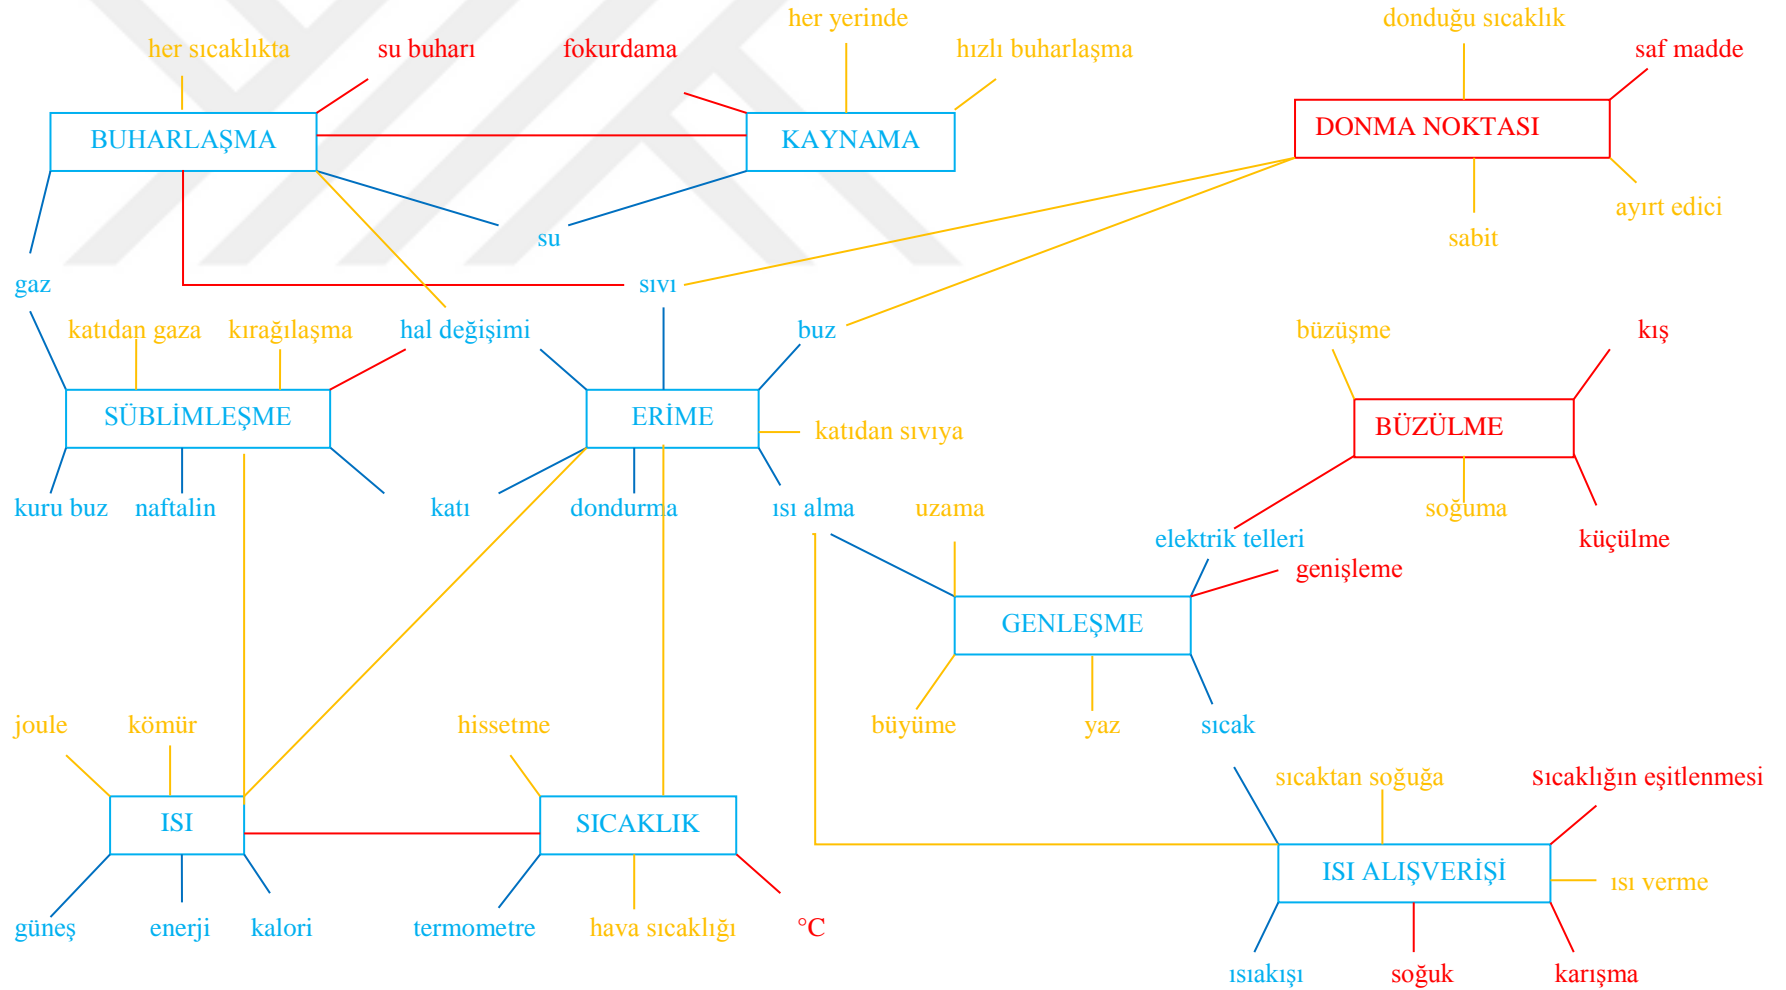 her yerinde
donduğu sıcaklık
her sıcaklıkta
su buharı
fokurdama
hızlı buharlaşma
saf madde
BUHARLAŞMA
KAYNAMA
DONMA NOKTASI
ayırt edici
su
sabit
gaz
sıvı
katıdan gaza
kırağılaşma
hal değişimi
buz
büzüşme
kış
SÜBLİMLEŞME
ERİME
katıdan sıvıya
BÜZÜLME
kuru buz
naftalin
katı
dondurma
ısı alma
uzama
soğuma
elektrik telleri
küçülme
genişleme
GENLEŞME
joule
kömür
hissetme
büyüme
yaz
sıcak
sıcaktan soğuğa
sıcaklığın eşitlenmesi
ISI
SICAKLIK
ISI ALIŞVERİŞİ
ısı verme
güneş
enerji
kalori
termometre
hava sıcaklığı
°C
ısıakışı
soğuk
karışma